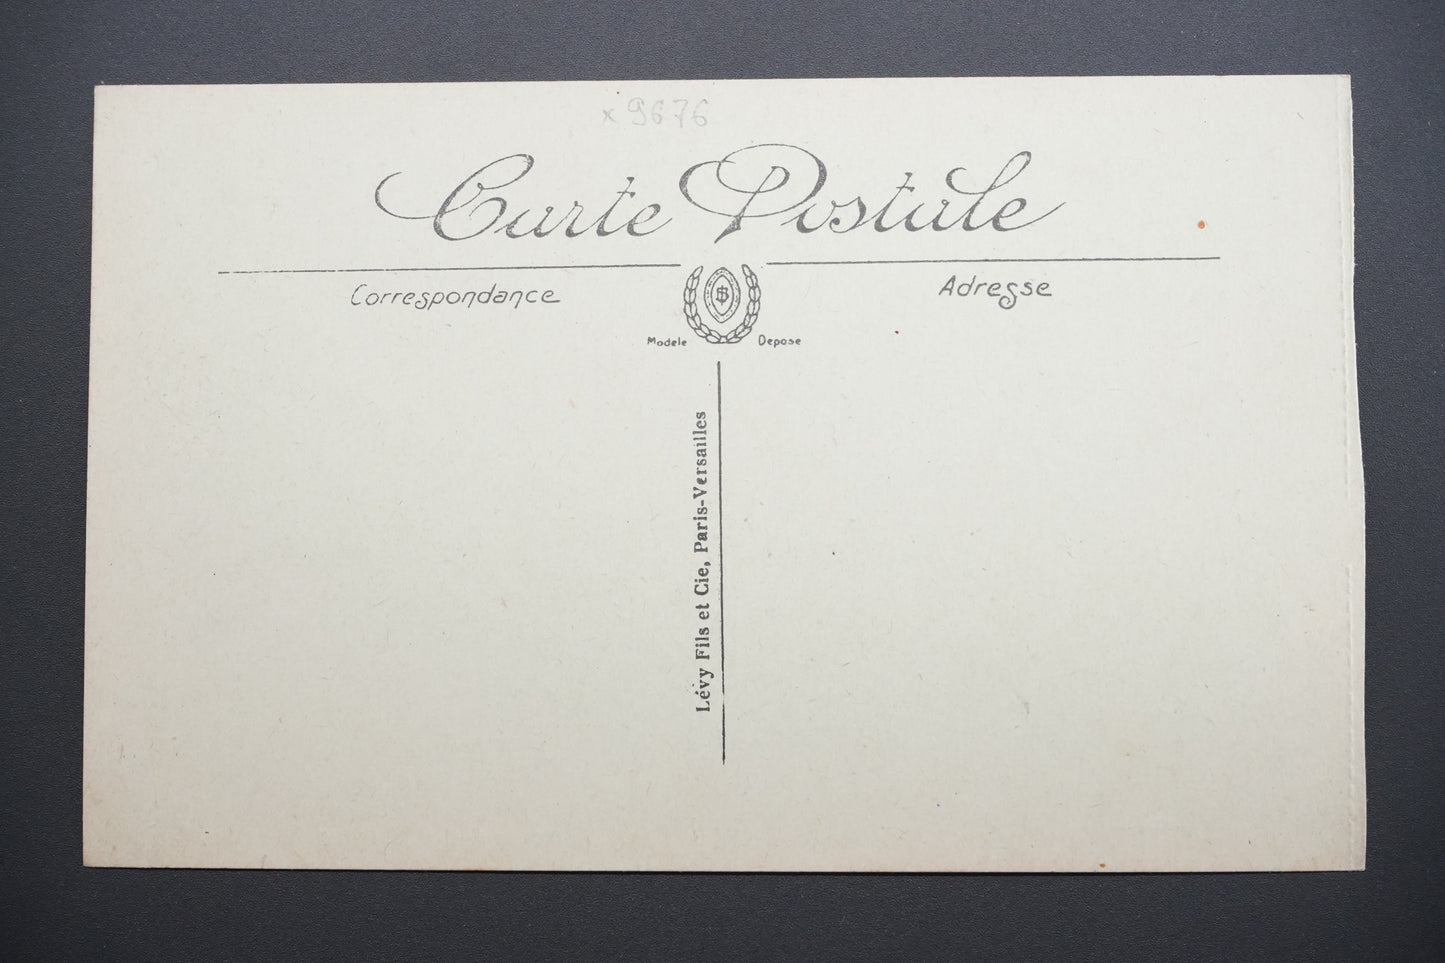 x 9676
Carte Postale
Correspondance
Adresse
Modele Depose
Lévy Fils et Cie, Paris-Versailles